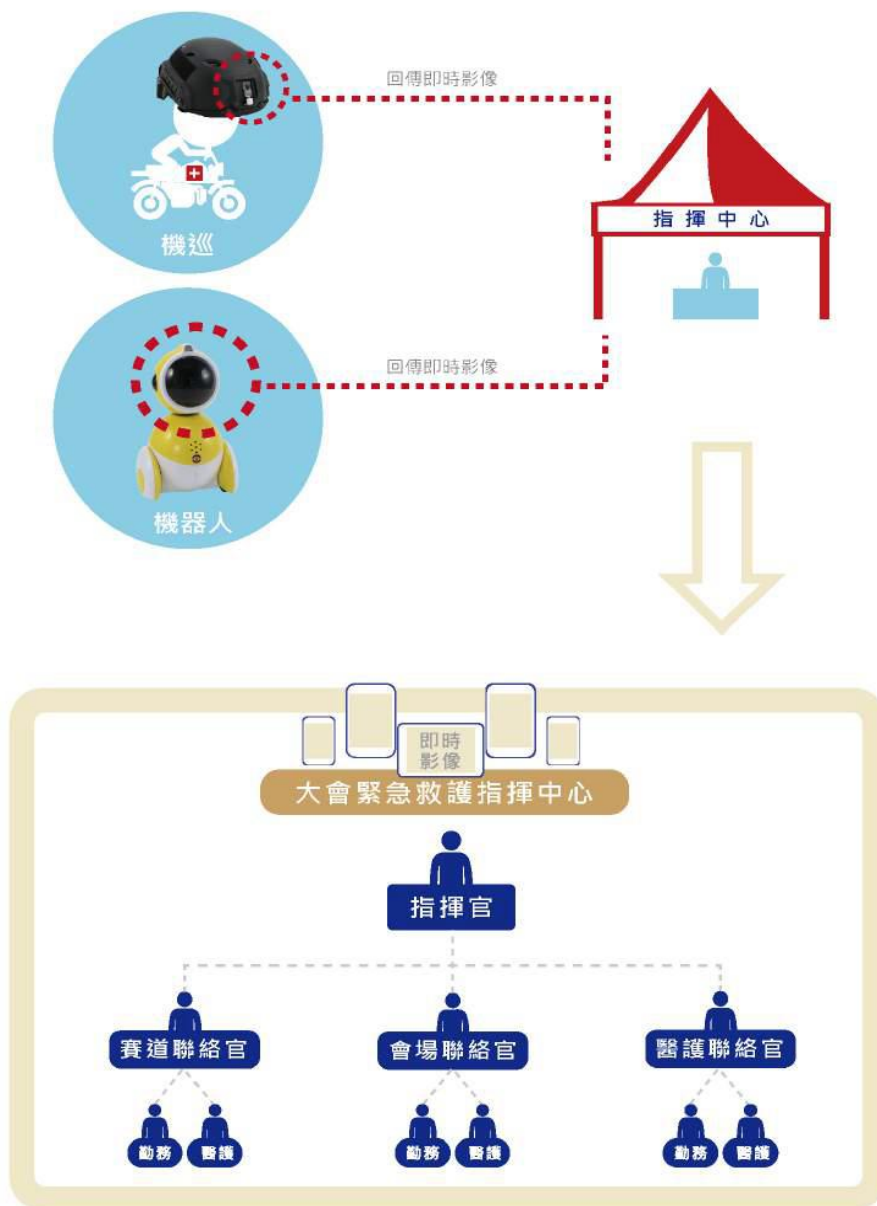 回傳即時影像
指揮中心
機巡
回傳即時影像
機器人
即時
影像
大會緊急救護指揮中心
指揮官
賽道聯絡官
會場聯絡官
醫護聯絡官
勤務
醫護
勤務
醫護
勤務
醫護